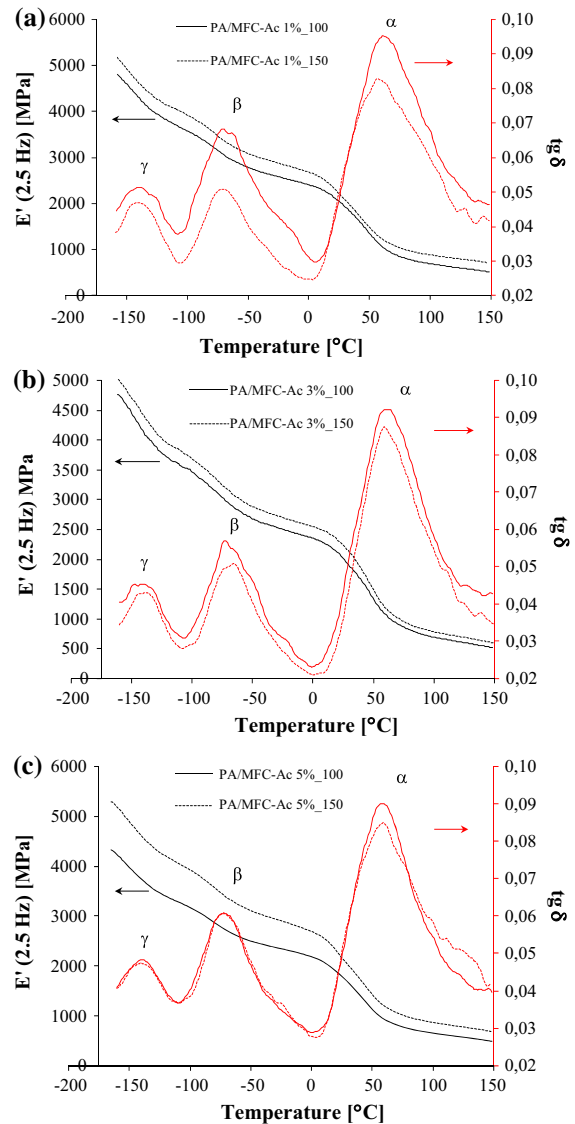 (a)
6000
5000
4000
3000
2000
1000
0
E' (2.5 Hz) [MPa]
PA/MFC-Ac 1%_100
PA/MFC-Ac 1%_150
γ
β
α
0,10
0,09
0,08
0,07
0,06
0,05
0,04
0,03
0,02
tg δ
-200 -150 -100 -50 0 50 100 150
Temperature [°C]
(b)
5000
4500
4000
3500
3000
2500
2000
1500
1000
500
0
E' (2.5 Hz) MPa
PA/MFC-Ac 3%_100
PA/MFC-Ac 3%_150
γ
β
α
0,10
0,09
0,08
0,07
0,06
0,05
0,04
0,03
0,02
tg δ
-200 -150 -100 -50 0 50 100 150
Temperature [°C]
(c)
6000
5000
4000
3000
2000
1000
0
E' (2.5 Hz) [MPa]
PA/MFC-Ac 5%_100
PA/MFC-Ac 5%_150
γ
β
α
0,10
0,09
0,08
0,07
0,06
0,05
0,04
0,03
0,02
tg δ
-200 -150 -100 -50 0 50 100 150
Temperature [°C]